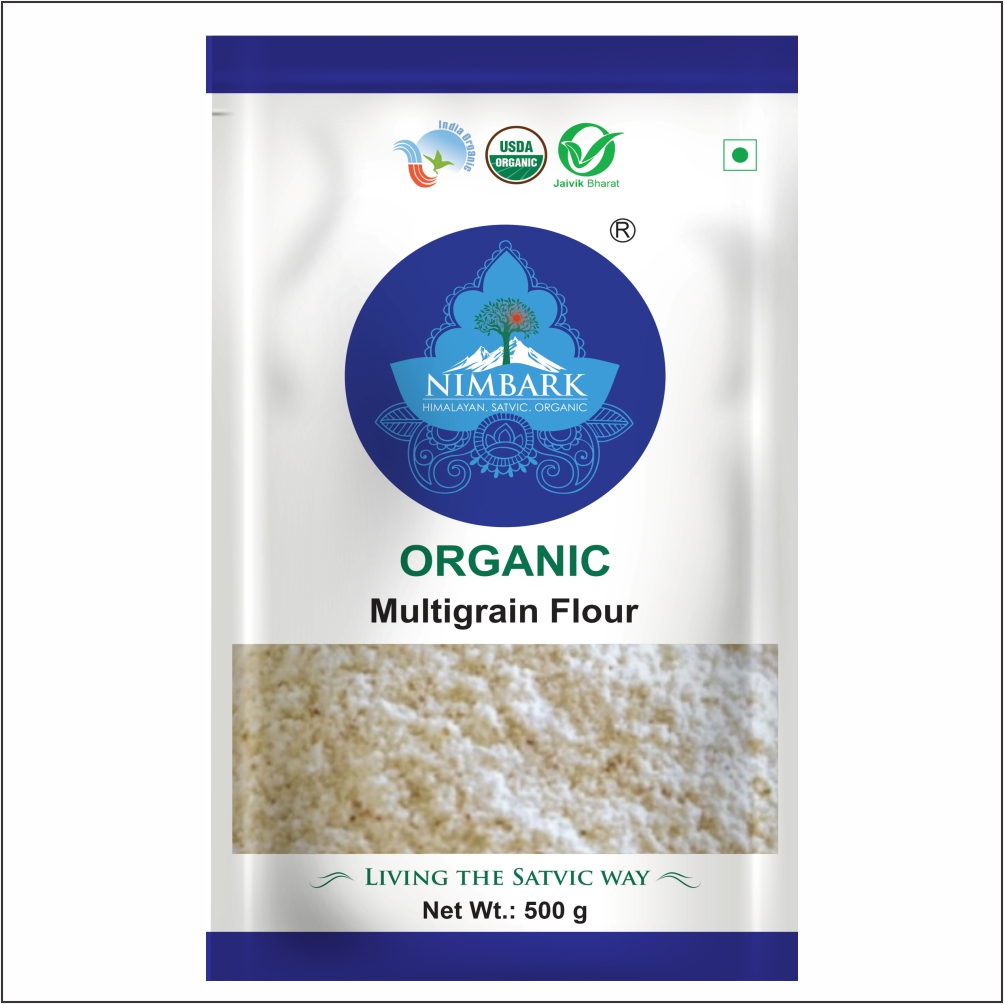 India Organic
USDA
ORGANIC
Jaivik Bharat
®
NIMBARK
HIMALAYAN. SATVIC. ORGANIC
ORGANIC
Multigrain Flour
LIVING THE SATVIC WAY
Net Wt.: 500 g